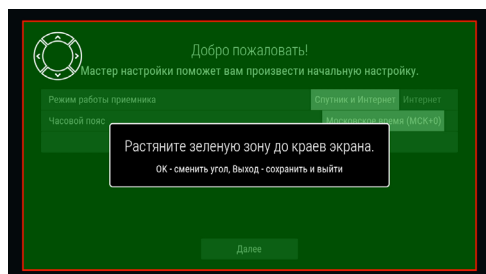 Добро пожаловать!
Мастер настройки поможет вам произвести начальную настройку.
Режим работы приемника Спутник и Интернет Интернет
Часовой пояс Московское время (МСК+0)
Растяните зеленую зону до краев экрана.
OK - сменить угол, Выход - сохранить и выйти
Далее